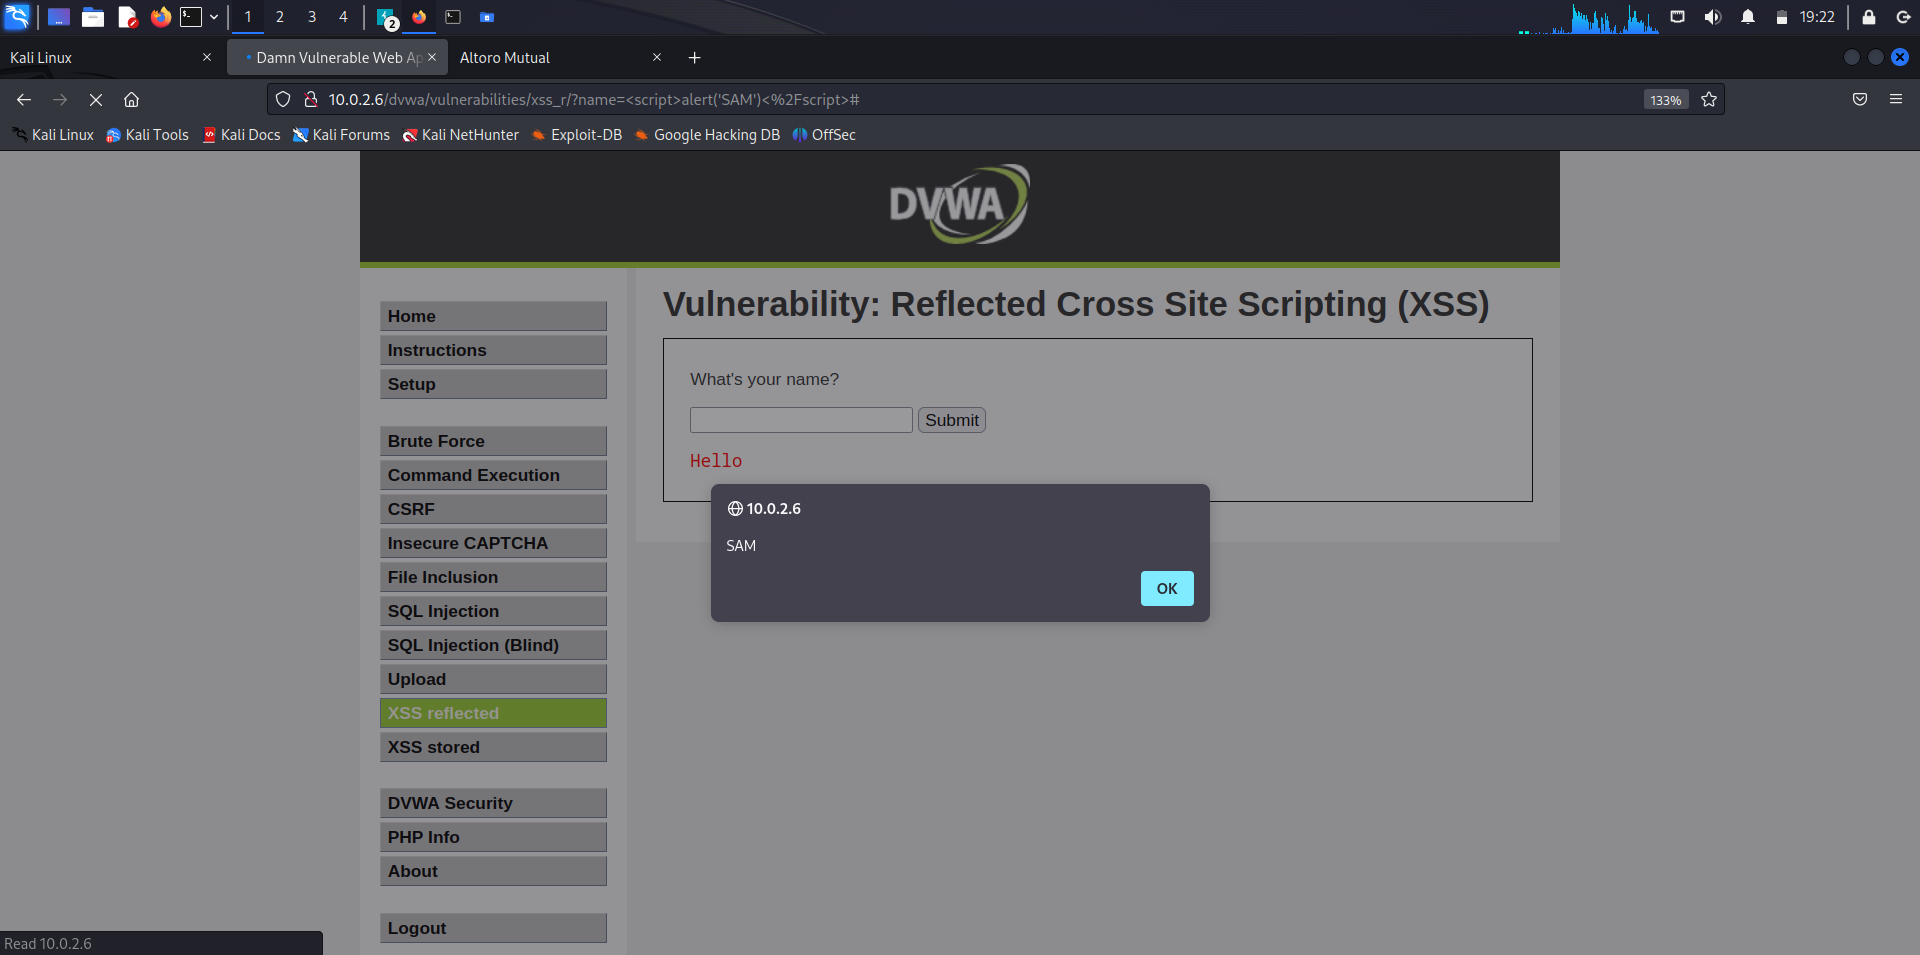 1 2 3 4 2 19:22
Kali Linux Damn Vulnerable Web Ap Altoro Mutual
10.0.2.6/dvwa/vulnerabilities/xss_r/?name=<script>alert('SAM')<%2Fscript># 133%
Kali Linux Kali Tools Kali Docs Kali Forums Kali NetHunter Exploit-DB Google Hacking DB OffSec
DVWA
Vulnerability: Reflected Cross Site Scripting (XSS)
What's your name?
Submit
Hello
10.0.2.6
SAM
OK
Home
Instructions
Setup
Brute Force
Command Execution
CSRF
Insecure CAPTCHA
File Inclusion
SQL Injection
SQL Injection (Blind)
Upload
XSS reflected
XSS stored
DVWA Security
PHP Info
About
Logout
Read 10.0.2.6